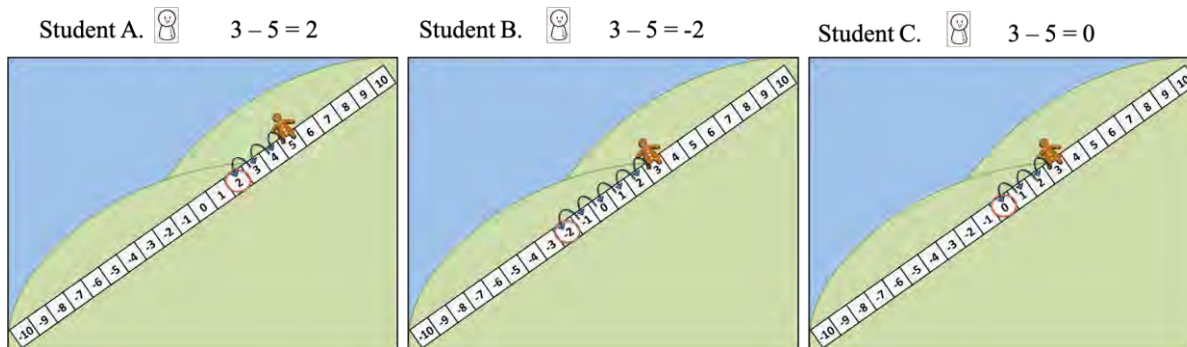 Student A. 3 – 5 = 2
Student B. 3 – 5 = -2
Student C. 3 – 5 = 0
-10 -9 -8 -7 -6 -5 -4 -3 -2 -1 0 1 2 3 4 5 6 7 8 9 10
-10 -9 -8 -7 -6 -5 -4 -3 -2 -1 0 1 2 3 4 5 6 7 8 9 10
-10 -9 -8 -7 -6 -5 -4 -3 -2 -1 0 1 2 3 4 5 6 7 8 9 10